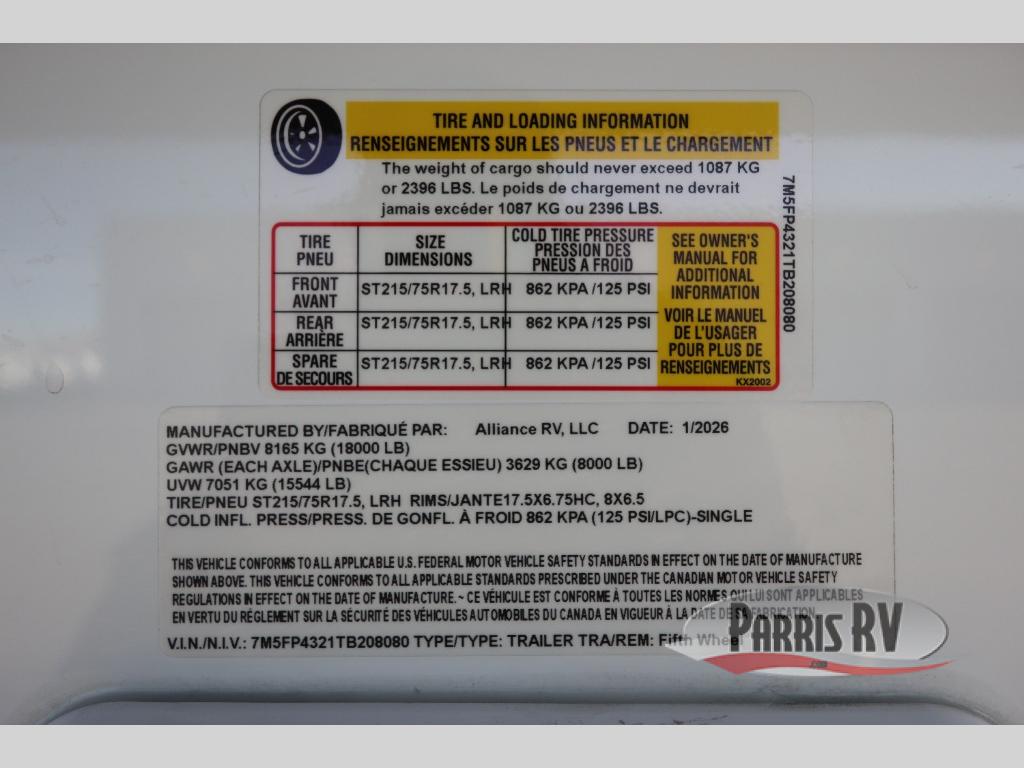 TIRE AND LOADING INFORMATION
RENSEIGNEMENTS SUR LES PNEUS ET LE CHARGEMENT
The weight of cargo should never exceed 1087 KG
or 2396 LBS. Le poids de chargement ne devrait
jamais excéder 1087 KG ou 2396 LBS.
7M5FP4321TB208080
TIRE
PNEU
SIZE
DIMENSIONS
COLD TIRE PRESSURE
PRESSION DES
PNEUS A FROID
FRONT
AVANT
ST215/75R17.5, LRH
862 KPA /125 PSI
REAR
ARRIÈRE
ST215/75R17.5, LRH
862 KPA /125 PSI
SPARE
DE SECOURS
ST215/75R17.5, LRH
862 KPA /125 PSI
SEE OWNER'S
MANUAL FOR
ADDITIONAL
INFORMATION
VOIR LE MANUEL
DE L'USAGER
POUR PLUS DE
RENSEIGNEMENTS
KX2002
MANUFACTURED BY/FABRIQUÉ PAR: Alliance RV, LLC DATE: 1/2026
GVWR/PNBV 8165 KG (18000 LB)
GAWR (EACH AXLE)/PNBE(CHAQUE ESSIEU) 3629 KG (8000 LB)
UVW 7051 KG (15544 LB)
TIRE/PNEU ST215/75R17.5, LRH RIMS/JANTE17.5X6.75HC, 8X6.5
COLD INFL. PRESS/PRESS. DE GONFL. À FROID 862 KPA (125 PSI/LPC)-SINGLE
THIS VEHICLE CONFORMS TO ALL APPLICABLE U.S. FEDERAL MOTOR VEHICLE SAFETY STANDARDS IN EFFECT ON THE DATE OF MANUFACTURE
SHOWN ABOVE. THIS VEHICLE CONFORMS TO ALL APPLICABLE STANDARDS PRESCRIBED UNDER THE CANADIAN MOTOR VEHICLE SAFETY
REGULATIONS IN EFFECT ON THE DATE OF MANUFACTURE. ~ CE VÉHICULE EST CONFORME À TOUTES LES NORMES QUI LUI SONT APPLICABLES
EN VERTU DU RÈGLEMENT SUR LA SÉCURITÉ DES VÉHICULES AUTOMOBILES DU CANADA EN VIGUEUR À LA DATE DE SA FABRICATION.
V.I.N./N.I.V.: 7M5FP4321TB208080 TYPE/TYPE: TRAILER TRA/REM: Fifth Wheel
PARRIS RV
.com